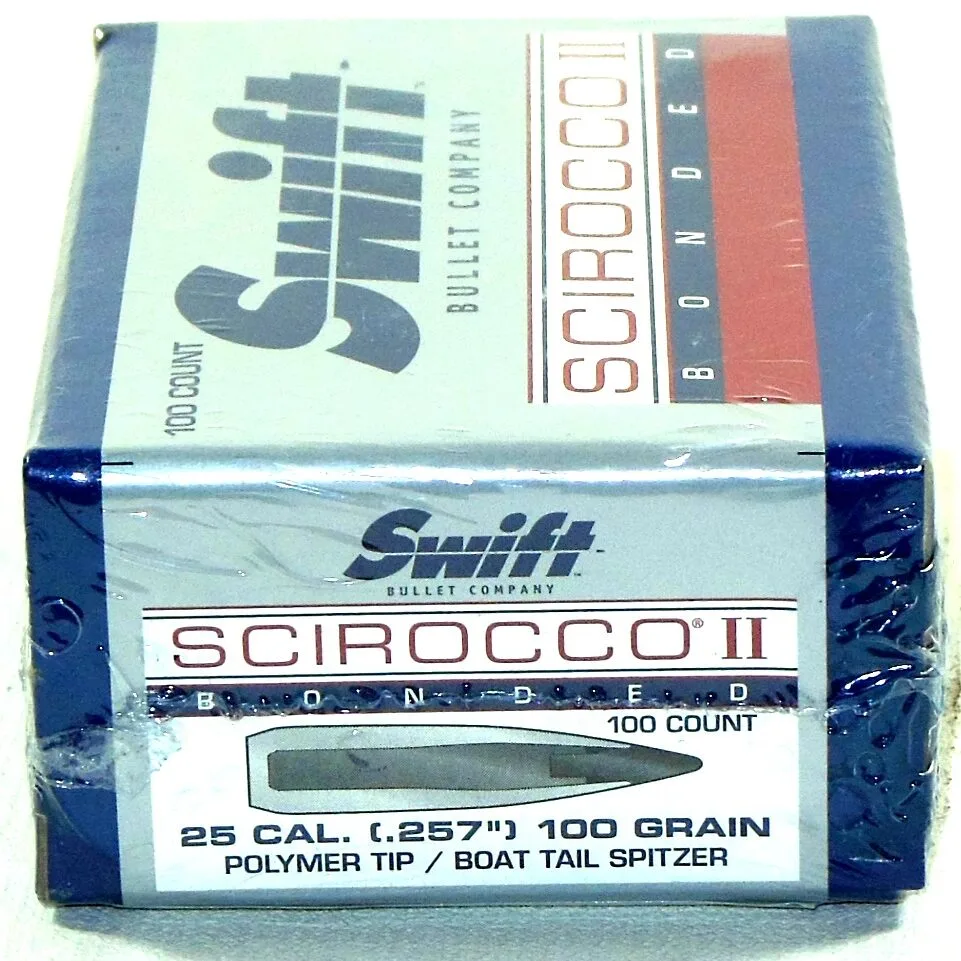 100 COUNT
Swift
BULLET COMPANY
SCIROCCO II
BONDED
Swift™
BULLET COMPANY
SCIROCCO® II
BONDED
100 COUNT
25 CAL. (.257") 100 GRAIN
POLYMER TIP / BOAT TAIL SPITZER